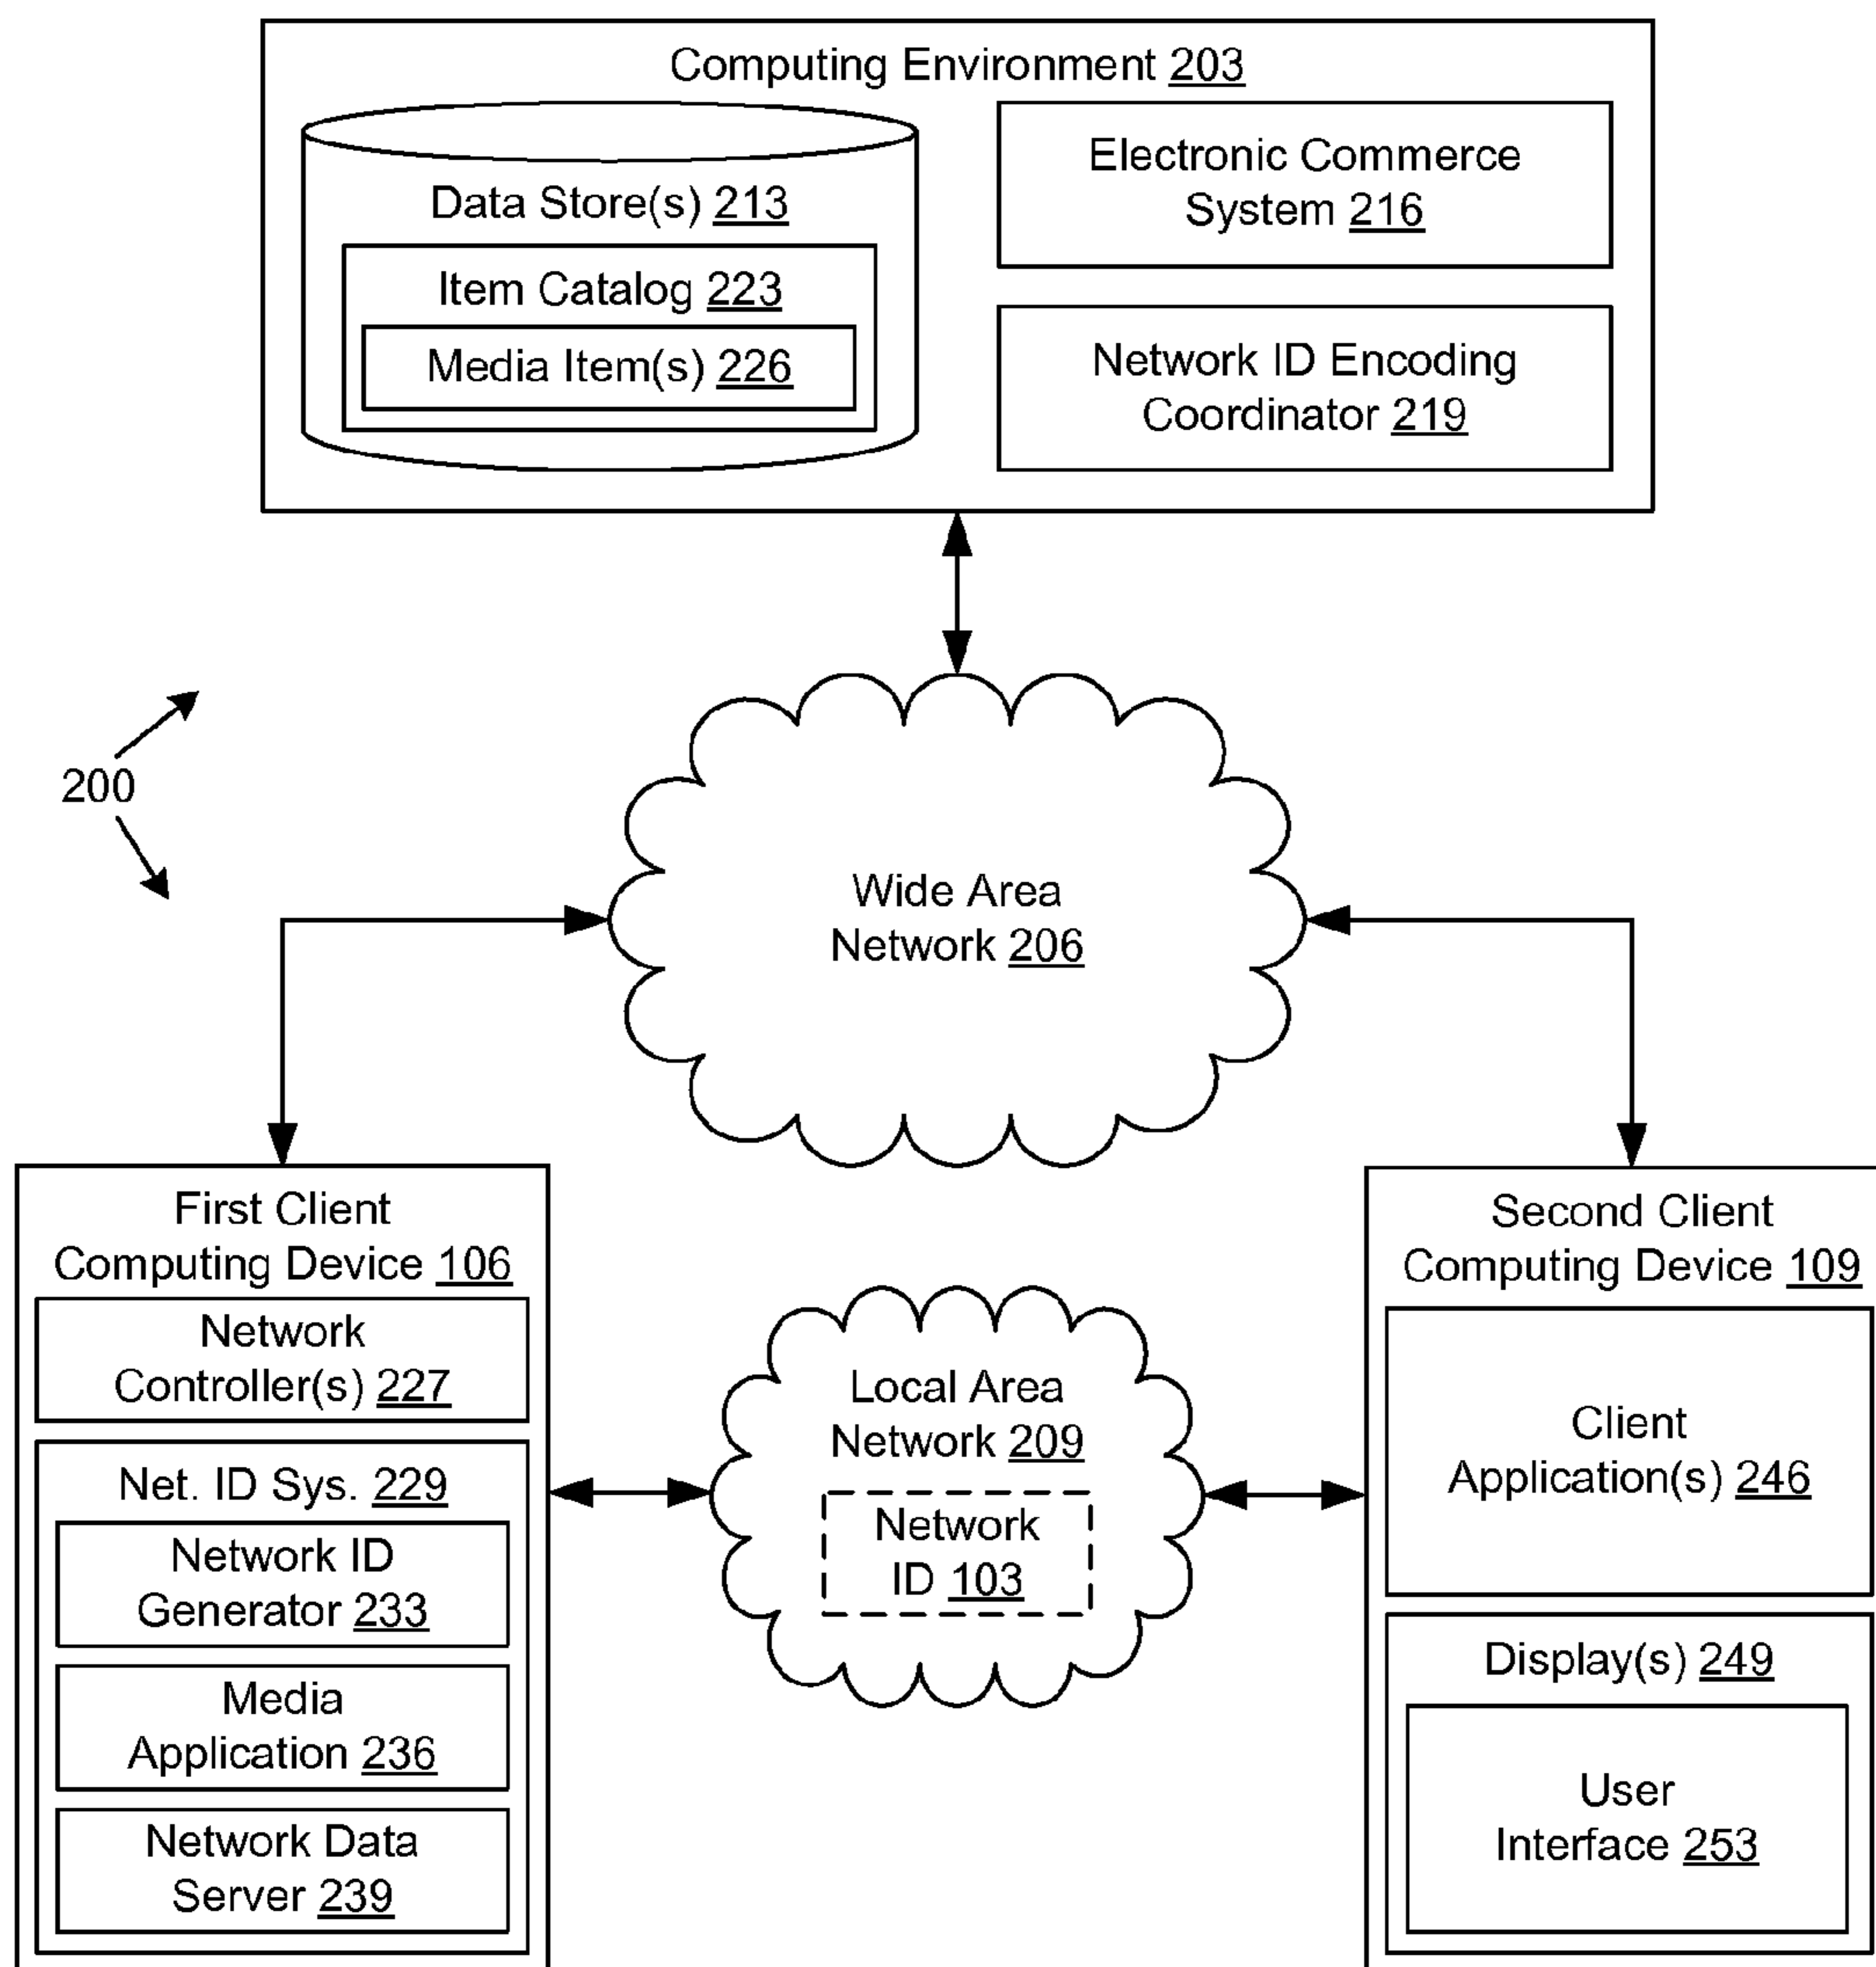 Computing Environment 203
Data Store(s) 213
Item Catalog 223
Media Item(s) 226
Electronic Commerce
System 216
Network ID Encoding
Coordinator 219
200
Wide Area
Network 206
First Client
Computing Device 106
Network
Controller(s) 227
Net. ID Sys. 229
Network ID
Generator 233
Media
Application 236
Network Data
Server 239
Local Area
Network 209
Network
ID 103
Second Client
Computing Device 109
Client
Application(s) 246
Display(s) 249
User
Interface 253